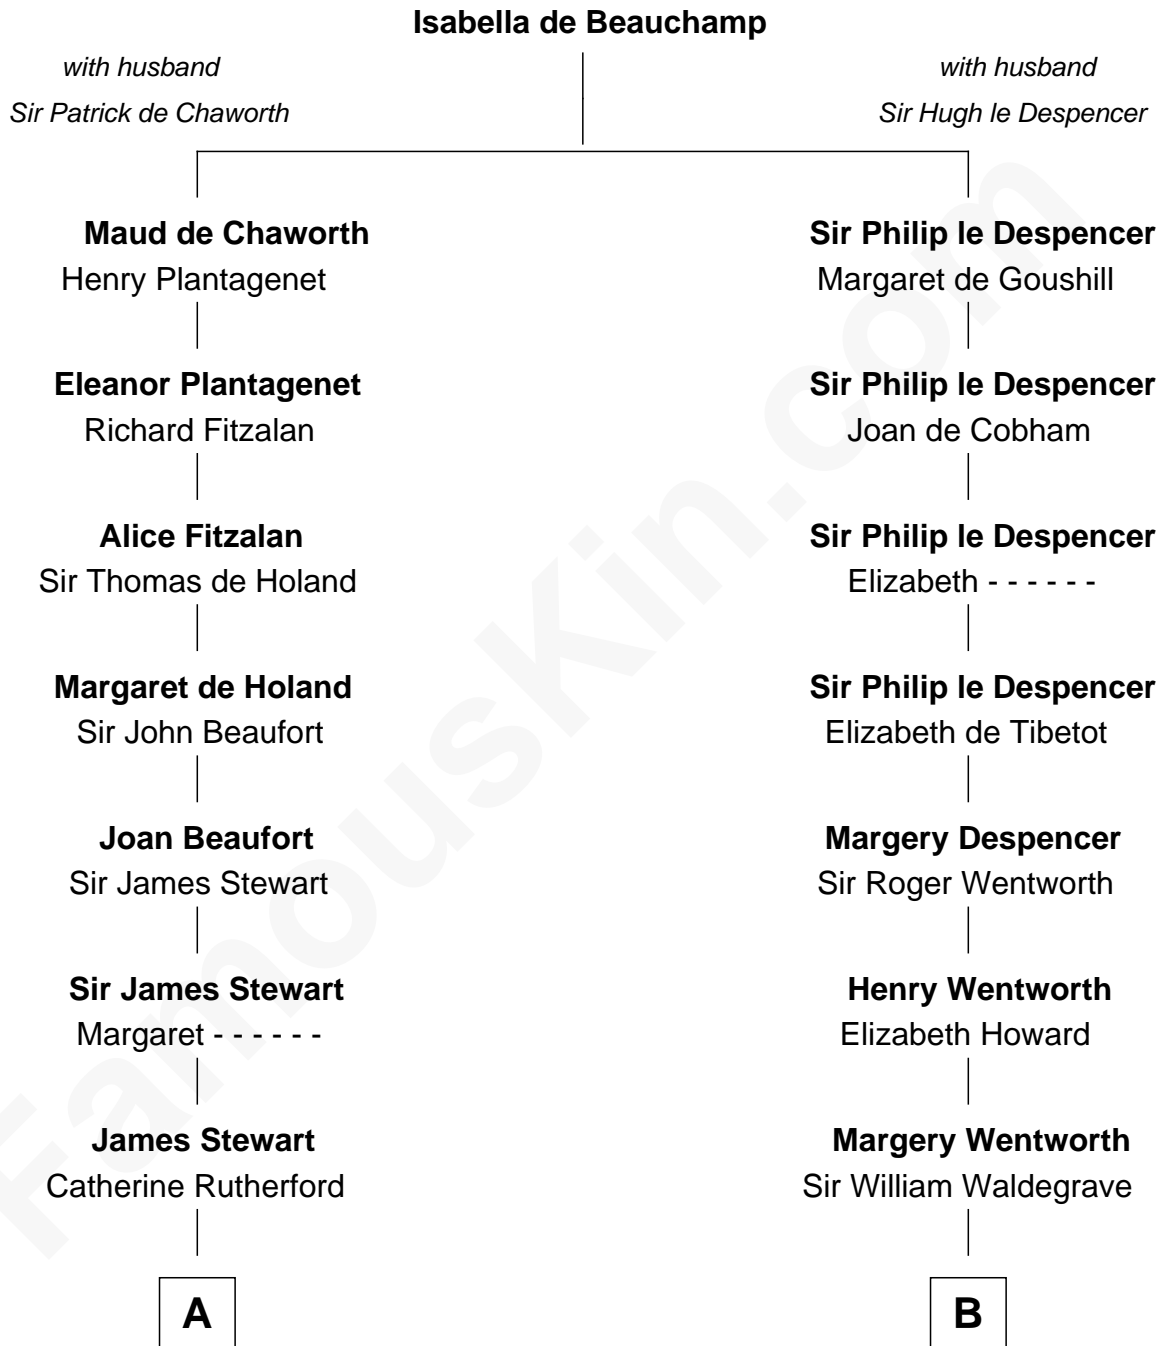 Isabella de Beauchamp
with husband
Sir Patrick de Chaworth
with husband
Sir Hugh le Despencer
Maud de Chaworth
Henry Plantagenet
Sir Philip le Despencer
Margaret de Goushill
Eleanor Plantagenet
Richard Fitzalan
Sir Philip le Despencer
Joan de Cobham
Alice Fitzalan
Sir Thomas de Holand
Sir Philip le Despencer
Elizabeth - - - - - -
Margaret de Holand
Sir John Beaufort
Sir Philip le Despencer
Elizabeth de Tibetot
Joan Beaufort
Sir James Stewart
Margery Despencer
Sir Roger Wentworth
Sir James Stewart
Margaret - - - - - -
Henry Wentworth
Elizabeth Howard
James Stewart
Catherine Rutherford
Margery Wentworth
Sir William Waldegrave
A
B
FamousKin.com